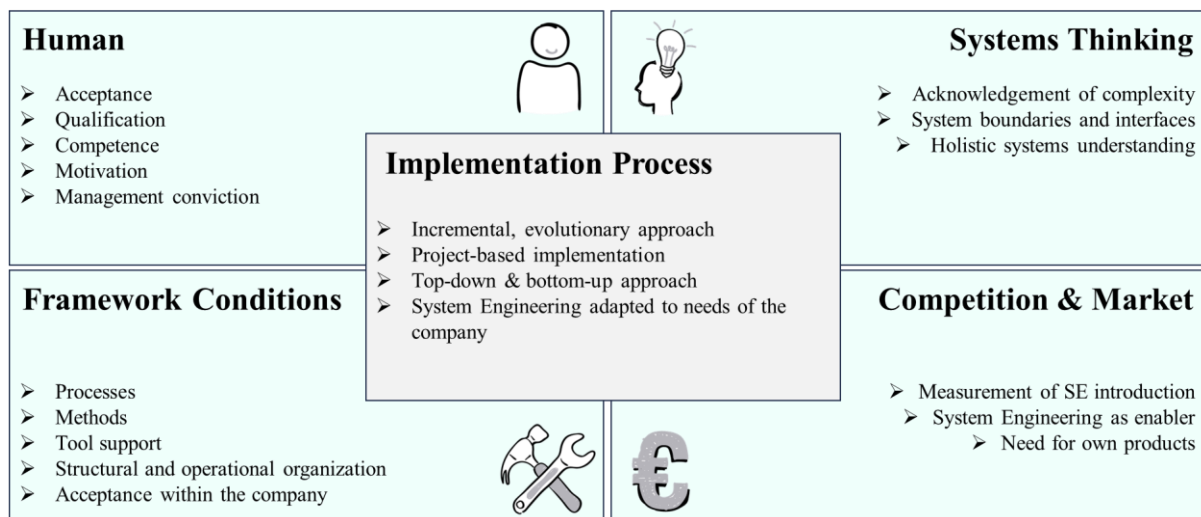 Human
Acceptance
Qualification
Competence
Motivation
Management conviction
Systems Thinking
Acknowledgement of complexity
System boundaries and interfaces
Holistic systems understanding
Implementation Process
Incremental, evolutionary approach
Project-based implementation
Top-down & bottom-up approach
System Engineering adapted to needs of the
company
Framework Conditions
Processes
Methods
Tool support
Structural and operational organization
Acceptance within the company
Competition & Market
Measurement of SE introduction
System Engineering as enabler
Need for own products
€